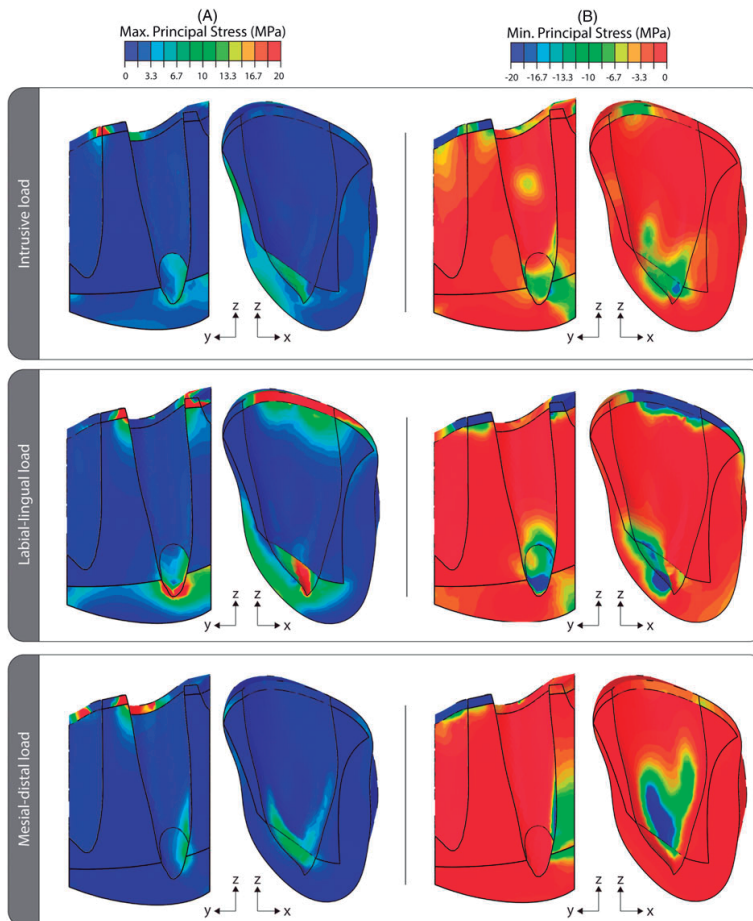 (A)
Max. Principal Stress (MPa)
0 3.3 6.7 10 13.3 16.7 20
(B)
Min. Principal Stress (MPa)
-20 -16.7 -13.3 -10 -6.7 -3.3 0
Intrusive load
z z
y x
z z
y x
Labial-lingual load
z z
y x
z z
y x
Mesial-distal load
z z
y x
z z
y x